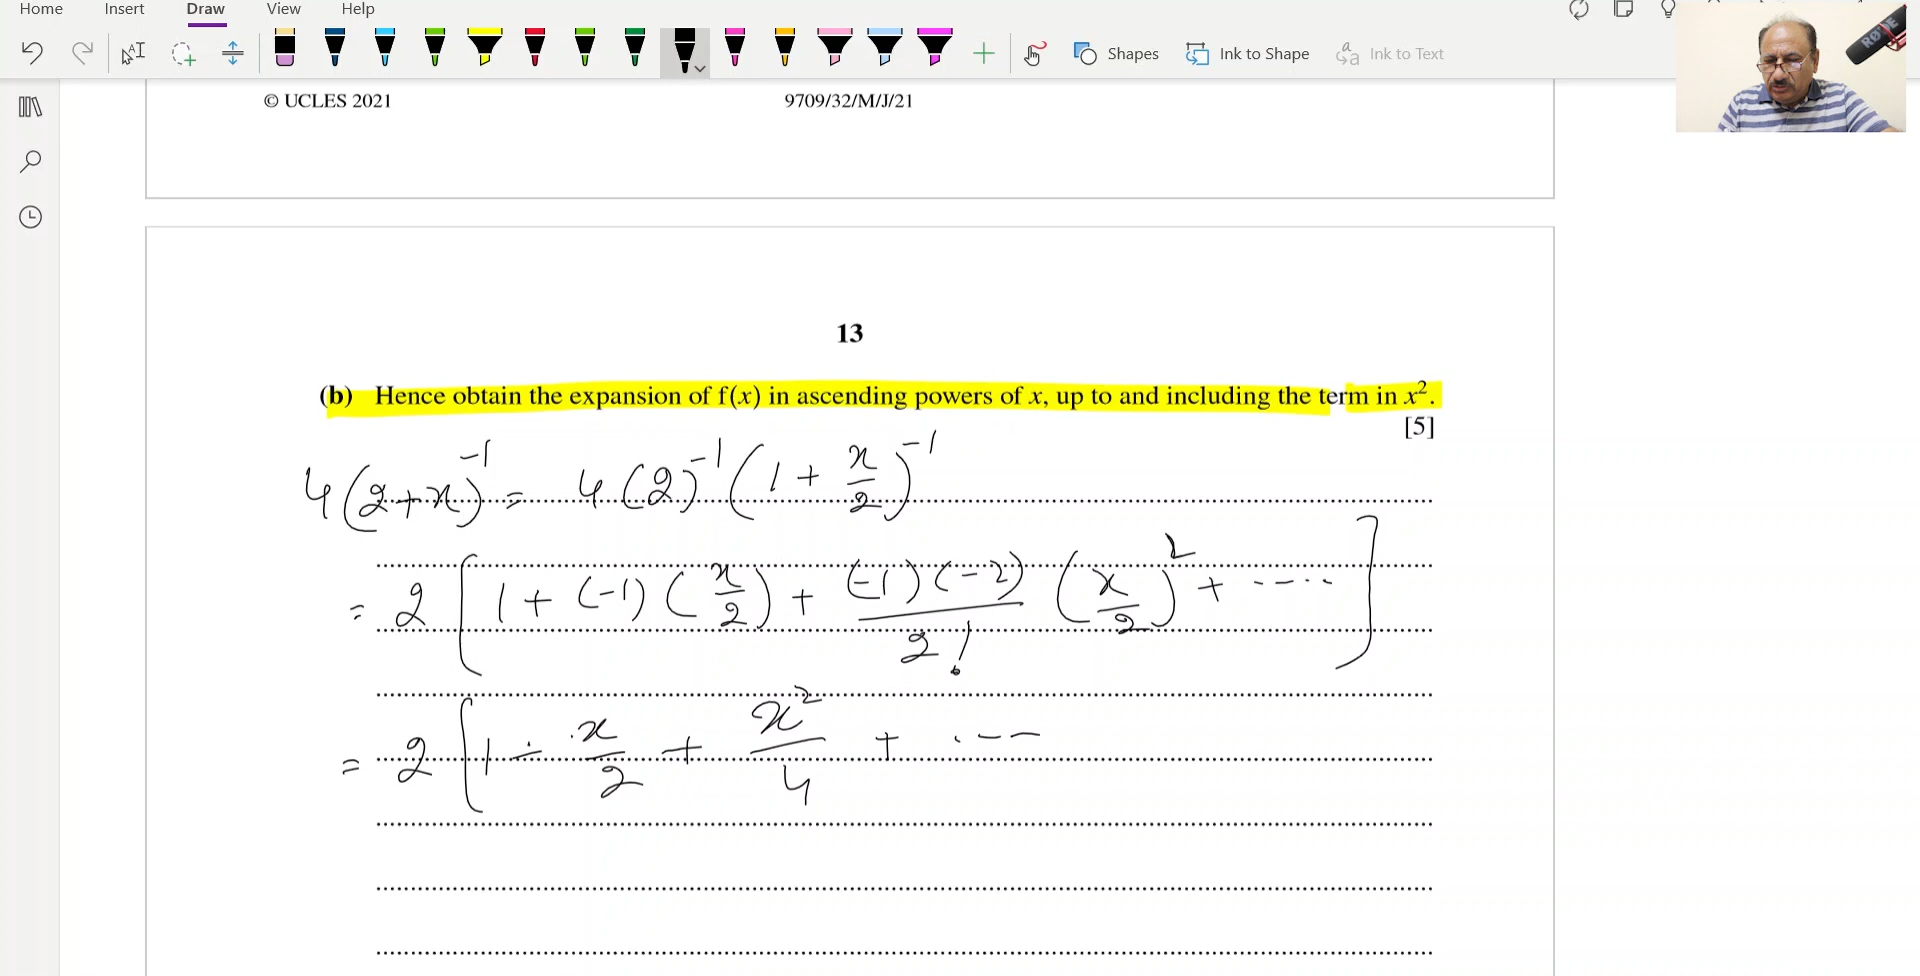 Home Insert Draw View Help
Shapes Ink to Shape Ink to Text
RØDE
© UCLES 2021 9709/32/M/J/21
13
(b) Hence obtain the expansion of f(x) in ascending powers of x, up to and including the term in x².
[5]
4(2+x)⁻¹ = 4(2)⁻¹(1 + x/2)⁻¹
= 2[1 + (-1)(x/2) + (-1)(-2)/2! (x/2)² + ....]
= 2[1 - x/2 + x²/4 + ...